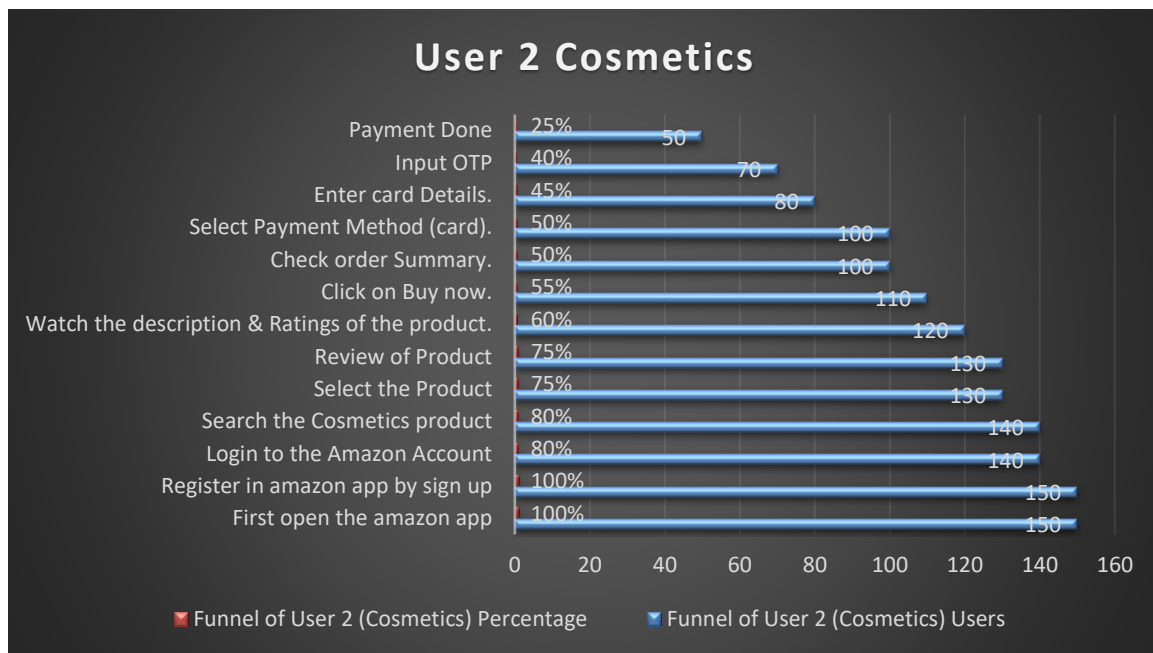 User 2 Cosmetics
Payment Done 25% 50
Input OTP 40% 70
Enter card Details. 45% 80
Select Payment Method (card). 50% 100
Check order Summary. 50% 100
Click on Buy now. 55% 110
Watch the description & Ratings of the product. 60% 120
Review of Product 75% 130
Select the Product 75% 130
Search the Cosmetics product 80% 140
Login to the Amazon Account 80% 140
Register in amazon app by sign up 100% 150
First open the amazon app 100% 150
0 20 40 60 80 100 120 140 160
Funnel of User 2 (Cosmetics) Percentage Funnel of User 2 (Cosmetics) Users